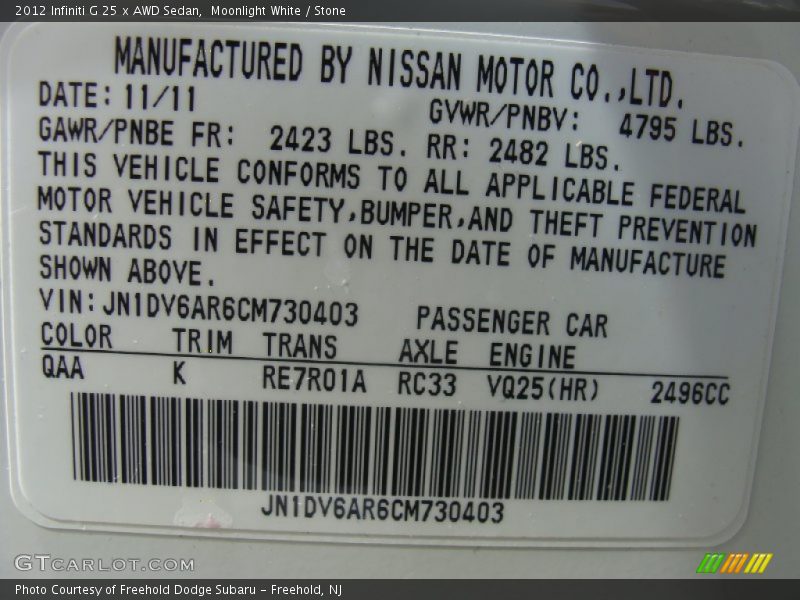 2012 Infiniti G 25 x AWD Sedan,  Moonlight White / Stone
MANUFACTURED BY NISSAN MOTOR CO.,LTD.
DATE: 11/11
GVWR/PNBV: 4795 LBS.
GAWR/PNBE FR: 2423 LBS. RR: 2482 LBS.
THIS VEHICLE CONFORMS TO ALL APPLICABLE FEDERAL
MOTOR VEHICLE SAFETY,BUMPER,AND THEFT PREVENTION
STANDARDS IN EFFECT ON THE DATE OF MANUFACTURE
SHOWN ABOVE.
VIN: JN1DV6AR6CM730403 PASSENGER CAR
COLOR TRIM TRANS AXLE ENGINE
QAA K RE7R01A RC33 VQ25(HR) 2496CC
JN1DV6AR6CM730403
GTCARLOT.COM
Photo Courtesy of Freehold Dodge Subaru - Freehold, NJ